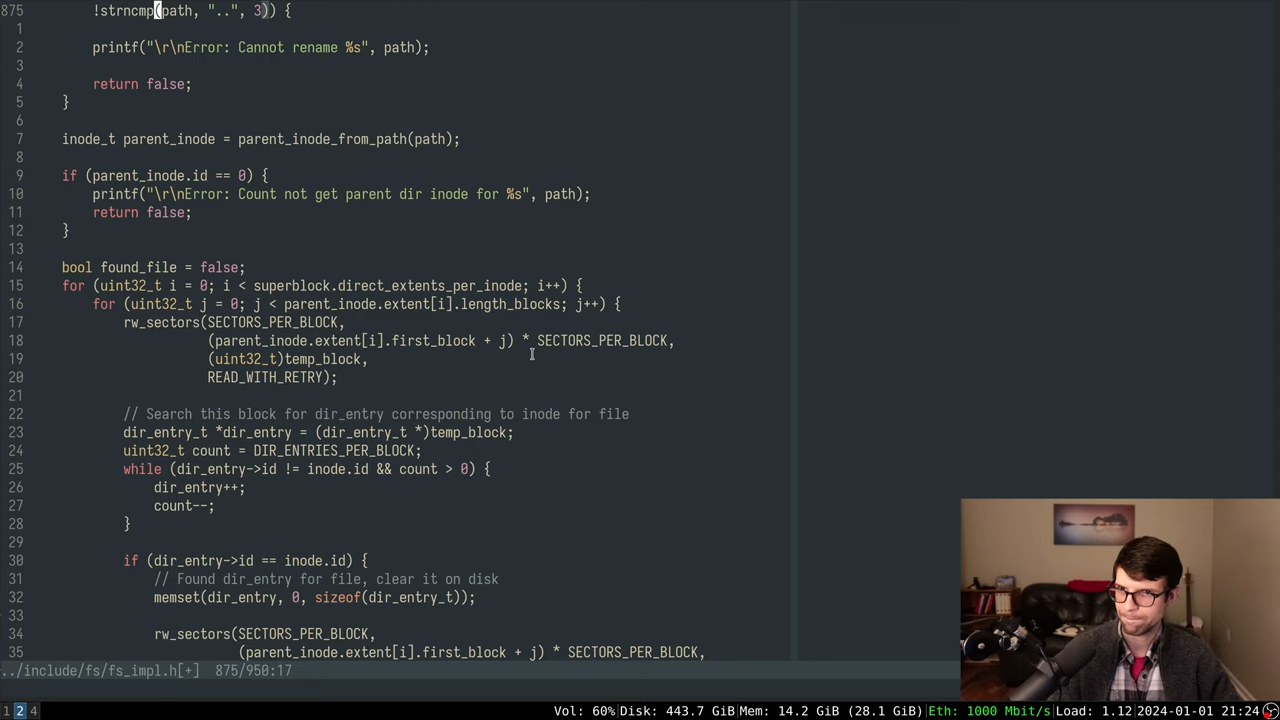 875         !strncmp(path, "..", 3)) {
1
2         printf("\r\nError: Cannot rename %s", path);
3
4         return false;
5     }
6
7     inode_t parent_inode = parent_inode_from_path(path);
8
9     if (parent_inode.id == 0) {
10         printf("\r\nError: Count not get parent dir inode for %s", path);
11         return false;
12     }
13
14     bool found_file = false;
15     for (uint32_t i = 0; i < superblock.direct_extents_per_inode; i++) {
16         for (uint32_t j = 0; j < parent_inode.extent[i].length_blocks; j++) {
17             rw_sectors(SECTORS_PER_BLOCK,
18                        (parent_inode.extent[i].first_block + j) * SECTORS_PER_BLOCK,
19                        (uint32_t)temp_block,
20                        READ_WITH_RETRY);
21
22             // Search this block for dir_entry corresponding to inode for file
23             dir_entry_t *dir_entry = (dir_entry_t *)temp_block;
24             uint32_t count = DIR_ENTRIES_PER_BLOCK;
25             while (dir_entry->id != inode.id && count > 0) {
26                 dir_entry++;
27                 count--;
28             }
29
30             if (dir_entry->id == inode.id) {
31                 // Found dir_entry for file, clear it on disk
32                 memset(dir_entry, 0, sizeof(dir_entry_t));
33
34                 rw_sectors(SECTORS_PER_BLOCK,
35                            (parent_inode.extent[i].first_block + j) * SECTORS_PER_BLOCK,
../include/fs/fs_impl.h[+]  875/950:17
1 2 4 Vol: 60% Disk: 443.7 GiB Mem: 14.2 GiB (28.1 GiB) Eth: 1000 Mbit/s Load: 1.12 2024-01-01 21:24